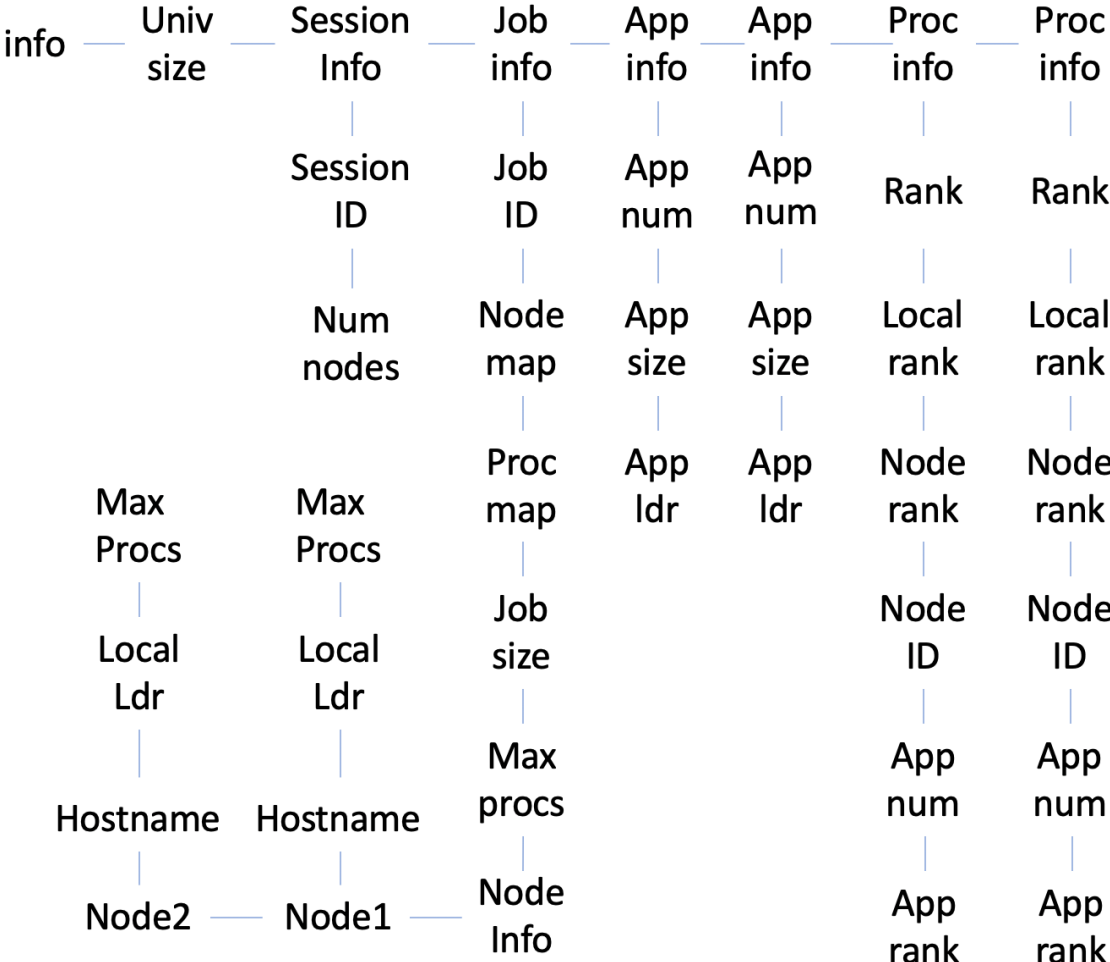 info
Univ
size
Session
Info
Job
info
App
info
App
info
Proc
info
Proc
info
Session
ID
Job
ID
App
num
App
num
Rank
Rank
Num
nodes
Node
map
App
size
App
size
Local
rank
Local
rank
Proc
map
App
ldr
App
ldr
Node
rank
Node
rank
Max
Procs
Max
Procs
Job
size
Node
ID
Node
ID
Local
Ldr
Local
Ldr
Max
procs
App
num
App
num
Hostname
Hostname
Node2
Node1
Node
Info
App
rank
App
rank